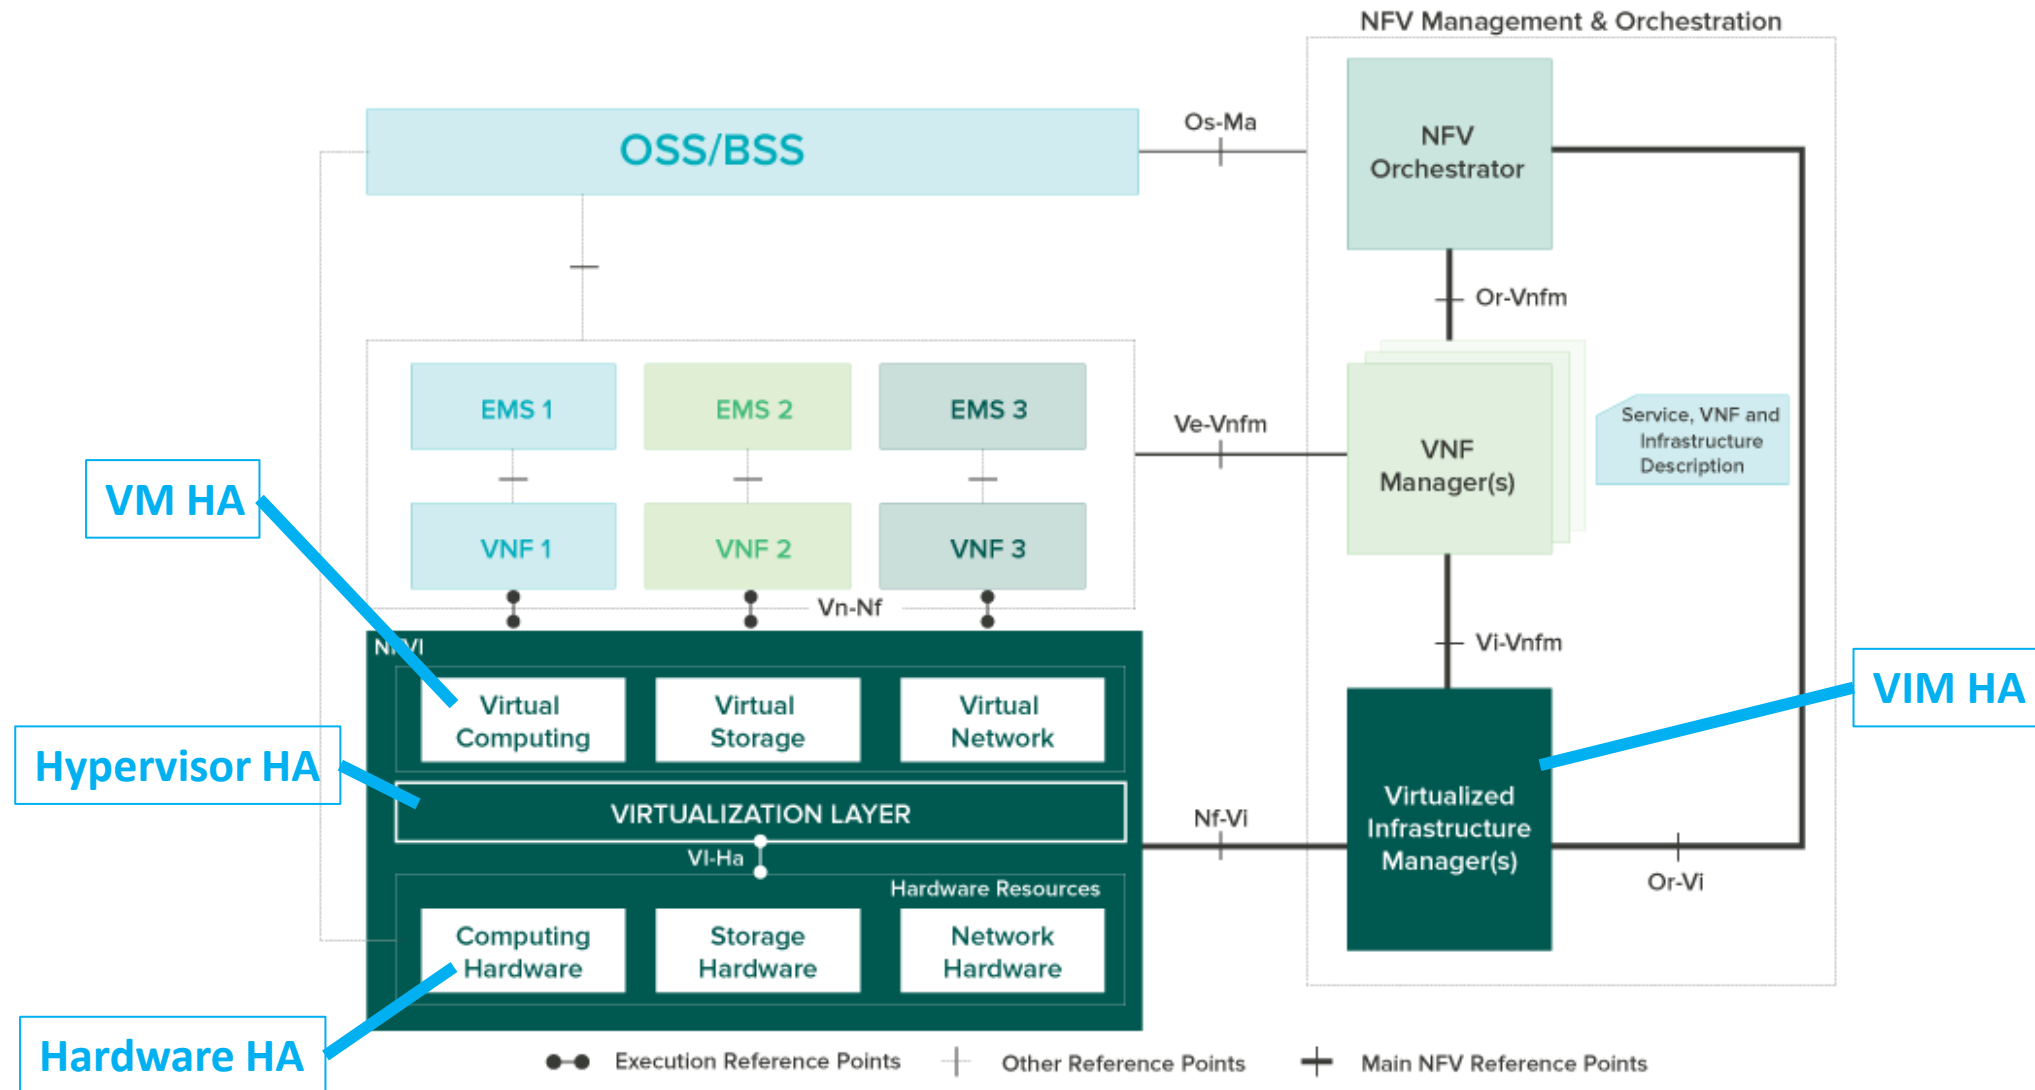 NFV Management & Orchestration
OSS/BSS
Os-Ma
NFV
Orchestrator
Or-Vnfm
EMS 1
EMS 2
EMS 3
Ve-Vnfm
VNF
Manager(s)
Service, VNF and
Infrastructure
Description
VM HA
VNF 1
VNF 2
VNF 3
Vn-Nf
Vi-Vnfm
Virtual
Computing
Virtual
Storage
Virtual
Network
VIM HA
Hypervisor HA
VIRTUALIZATION LAYER
VI-Ha
Nf-Vi
Virtualized
Infrastructure
Manager(s)
Or-Vi
Hardware Resources
Computing
Hardware
Storage
Hardware
Network
Hardware
Hardware HA
Execution Reference Points
Other Reference Points
Main NFV Reference Points